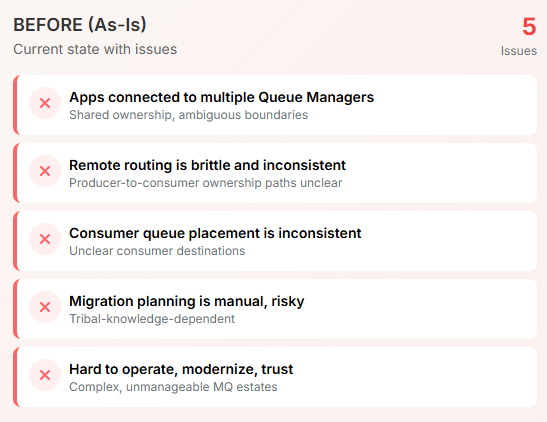 BEFORE (As-Is)
Current state with issues
5
Issues
Apps connected to multiple Queue Managers
Shared ownership, ambiguous boundaries
Remote routing is brittle and inconsistent
Producer-to-consumer ownership paths unclear
Consumer queue placement is inconsistent
Unclear consumer destinations
Migration planning is manual, risky
Tribal-knowledge-dependent
Hard to operate, modernize, trust
Complex, unmanageable MQ estates